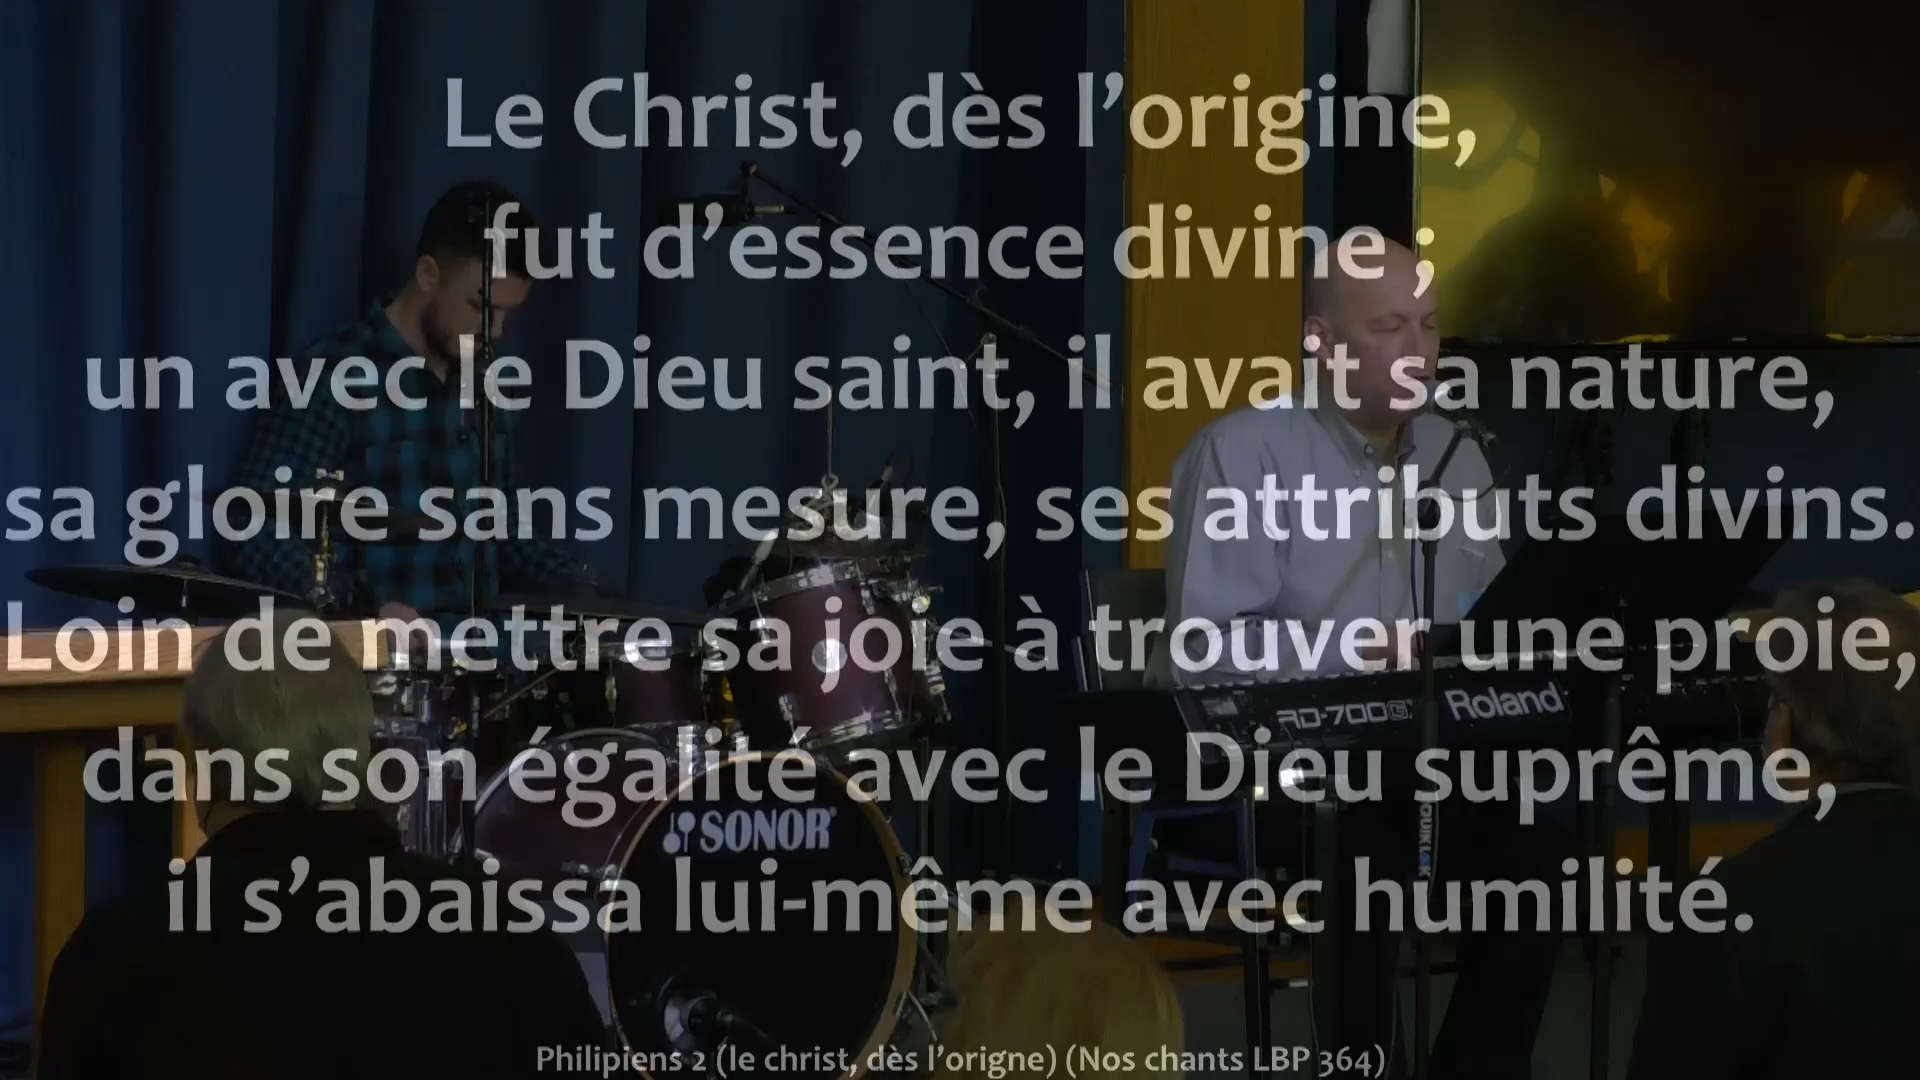 Le Christ, dès l’origine,
fut d’essence divine ;
un avec le Dieu saint, il avait sa nature,
sa gloire sans mesure, ses attributs divins.
Loin de mettre sa joie à trouver une proie,
RD-700GX Roland
dans son égalité avec le Dieu suprême,
SONOR
QUIKLOK
il s’abaissa lui-même avec humilité.
Philipiens 2 (le christ, dès l’origne) (Nos chants LBP 364)